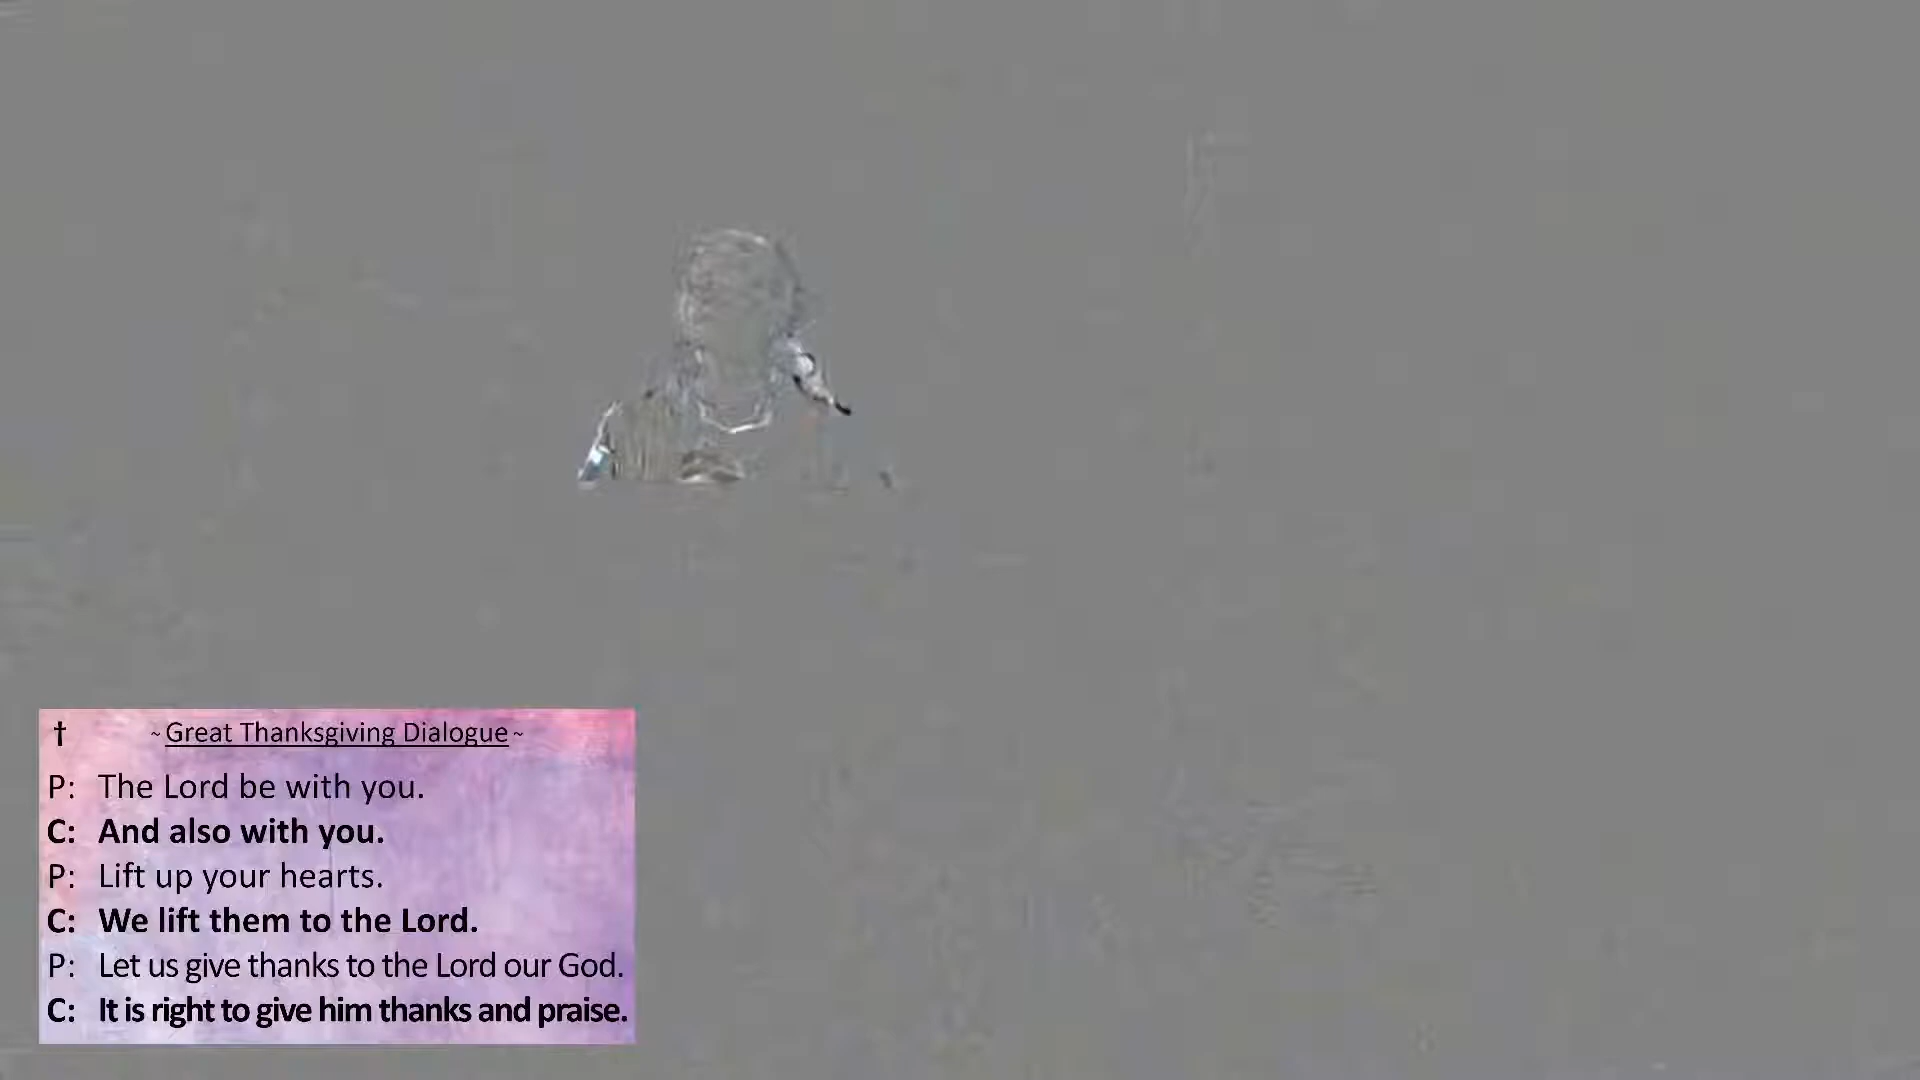 † ~ Great Thanksgiving Dialogue ~
P: The Lord be with you.
C: And also with you.
P: Lift up your hearts.
C: We lift them to the Lord.
P: Let us give thanks to the Lord our God.
C: It is right to give him thanks and praise.